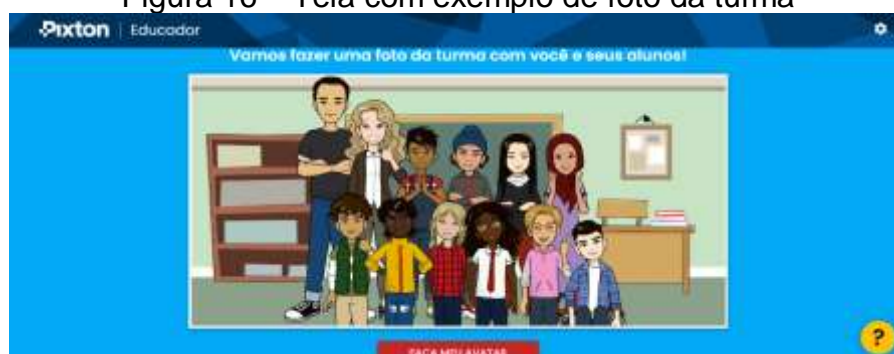 Figura 16 – Tela com exemplo de foto da turma
Pixton | Educador
Vamos fazer uma foto da turma com você e seus alunos!
FAÇA MEU AVATAR
?